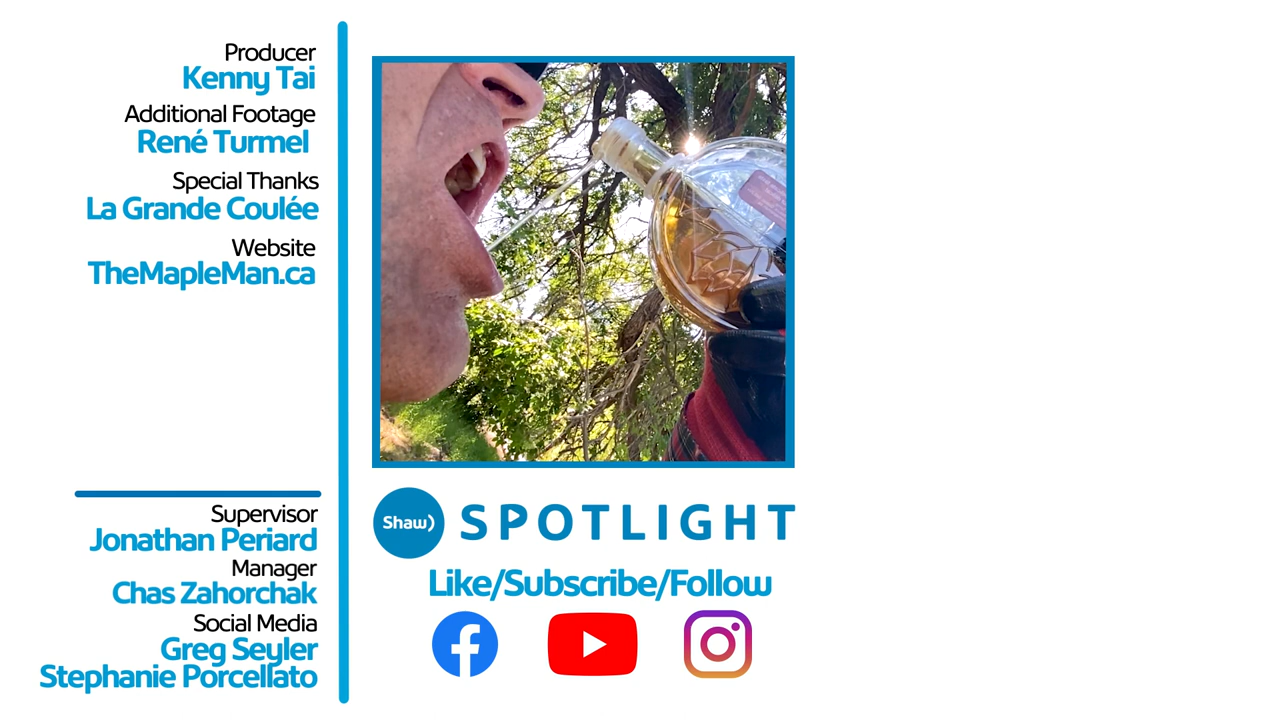 Producer
Kenny Tai
Additional Footage
René Turmel
Special Thanks
La Grande Coulée
Website
TheMapleMan.ca
Supervisor
Jonathan Periard
Manager
Chas Zahorchak
Social Media
Greg Seyler
Stephanie Porcellato
Shaw) SPOTLIGHT
Like/Subscribe/Follow